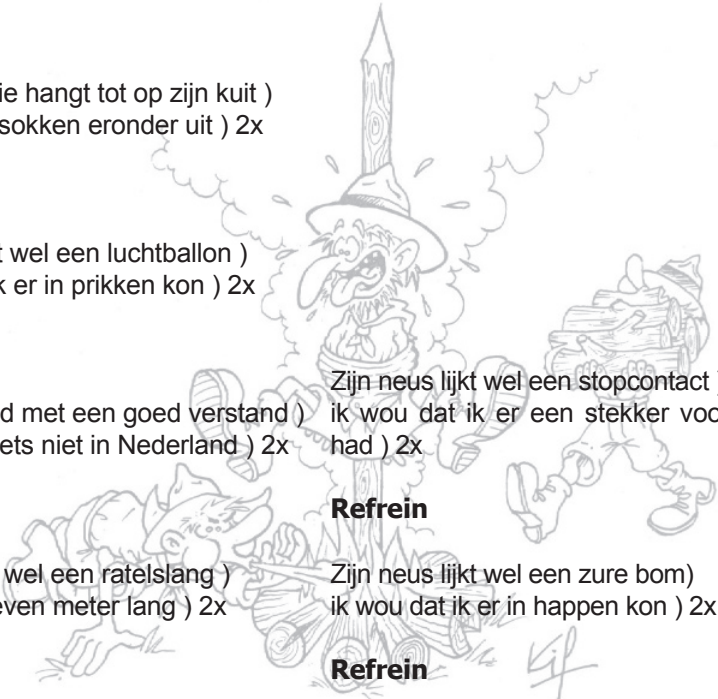 ie hangt tot op zijn kuit )
sokken eronder uit ) 2x
t wel een luchtballon )
k er in prikken kon ) 2x
d met een goed verstand )
ets niet in Nederland ) 2x
wel een ratelslang )
even meter lang ) 2x
Zijn neus lijkt wel een stopcontact )
ik wou dat ik er een stekker voo
had ) 2x
Refrein
Zijn neus lijkt wel een zure bom)
ik wou dat ik er in happen kon ) 2x
Refrein